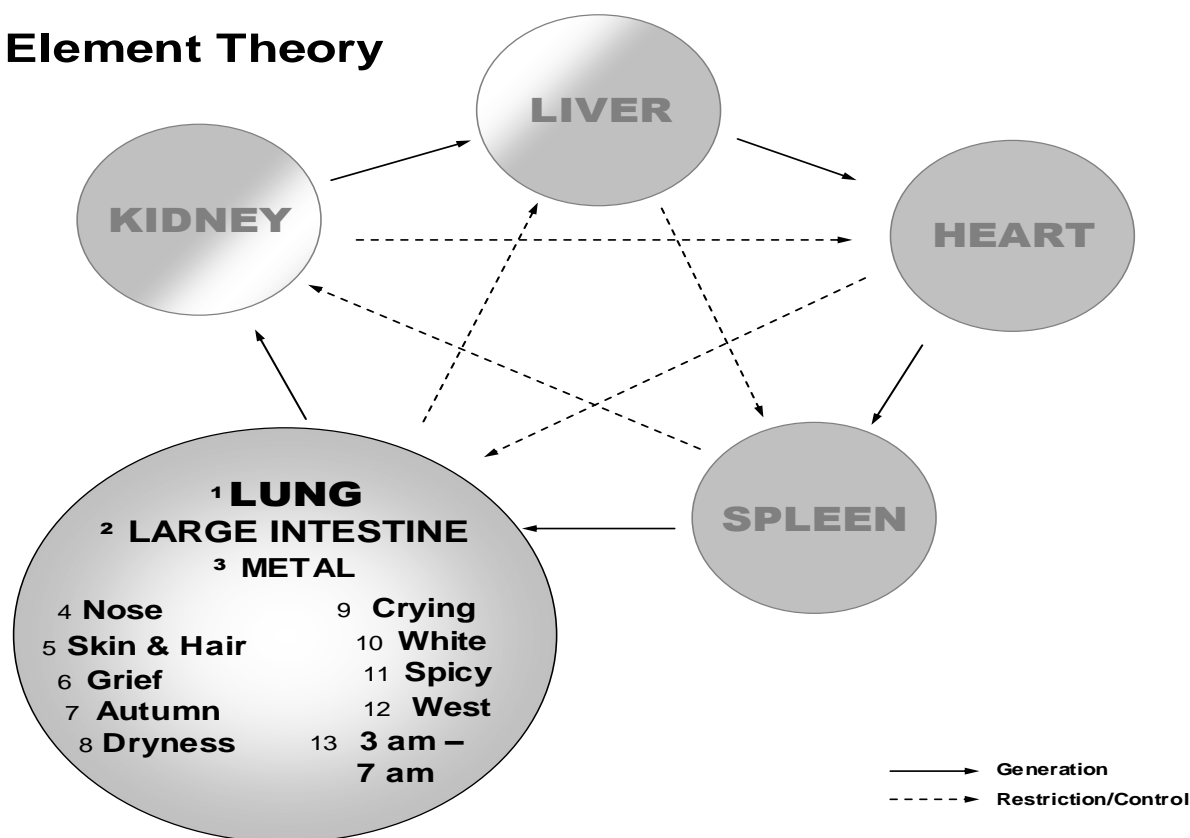 Element Theory
LIVER
KIDNEY
HEART
¹ LUNG
² LARGE INTESTINE
³ METAL
4 Nose
5 Skin & Hair
6 Grief
7 Autumn
8 Dryness
9 Crying
10 White
11 Spicy
12 West
13 3 am –
7 am
SPLEEN
Generation
Restriction/Control